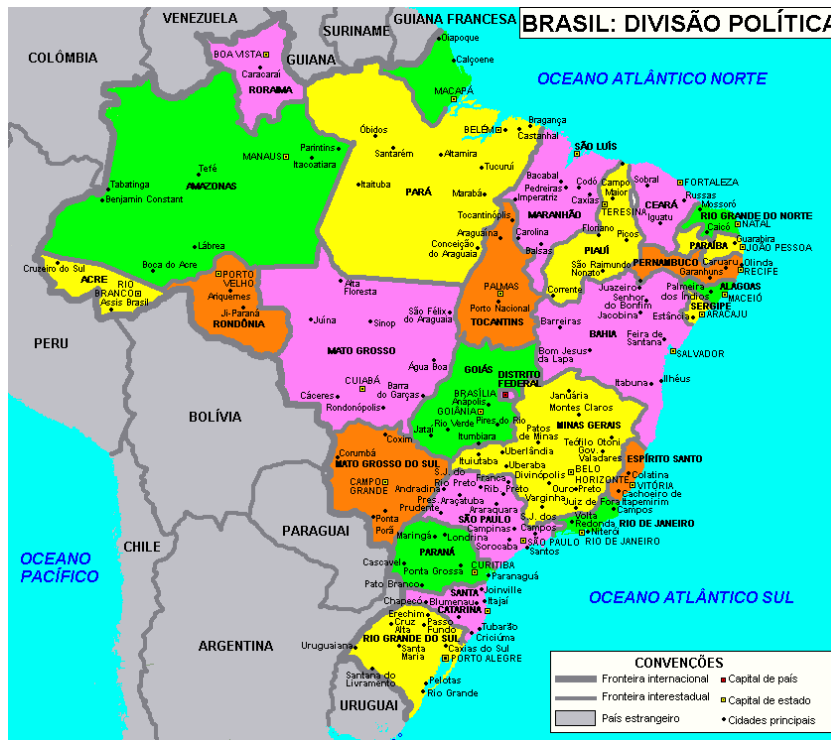 BRASIL: DIVISÃO POLÍTICA
VENEZUELA
SURINAME
GUIANA FRANCESA
COLÔMBIA
GUIANA
OCEANO ATLÂNTICO NORTE
Oiapoque
Calçoene
MACAPÁ
BOA VISTA
Caracaraí
RORAIMA
Parintins
MANAUS
Itacoatiara
Tefé
Tabatinga
AMAZONAS
Benjamin Constant
Lábrea
Boca do Acre
Óbidos
Santarém
Altamira
BELÉM
Bragança
Castanhal
Tucuruí
Itaituba
PARÁ
Marabá
Conceição
do Araguaia
SÃO LUÍS
Bacabal
Pedreiras
Codó
Caxias
Imperatriz
MARANHÃO
Carolina
Balsas
Campo
Maior
TERESINA
Floriano
Picos
PIAUÍ
São Raimundo
Nonato
Corrente
Sobral
FORTALEZA
CEARÁ
Russas
Iguatu
Mossoró
RIO GRANDE DO NORTE
Caicó
NATAL
PARAÍBA
Guarabira
JOÃO PESSOA
PERNAMBUCO
Caruaru
Olinda
Garanhuns
RECIFE
Palmeira
dos Índios
ALAGOAS
MACEIÓ
SERGIPE
Estância
ARACAJU
Tocantinópolis
Araguaína
PALMAS
Porto Nacional
TOCANTINS
Cruzeiro do Sul
ACRE
RIO
BRANCO
Assis Brasil
PORTO
VELHO
Ariquemes
Ji-Paraná
RONDÔNIA
Alta
Floresta
Juína
Sinop
São Félix
do Araguaia
MATO GROSSO
Água Boa
CUIABÁ
Barra
do Garças
Cáceres
Rondonópolis
Juazeiro
Senhor
do Bonfim
Jacobina
Barreiras
BAHIA
Feira de
Santana
Bom Jesus
da Lapa
SALVADOR
Itabuna
Ilhéus
GOIÁS
DISTRITO
FEDERAL
BRASÍLIA
Anápolis
GOIÂNIA
Rio Verde
Pires do Rio
Jataí
Itumbiara
Januária
Montes Claros
MINAS GERAIS
Patos
de Minas
Teófilo Otoni
Gov.
Valadares
Uberlândia
Ituiutaba
Uberaba
BELO
HORIZONTE
Divinópolis
Ouro Preto
Varginha
Juiz de Fora
ESPÍRITO SANTO
Colatina
VITÓRIA
Cachoeiro de
Itapemirim
Campos
Volta
Redonda
RIO DE JANEIRO
Niterói
RIO DE JANEIRO
Coxim
Corumbá
MATO GROSSO DO SUL
CAMPO
GRANDE
Ponta
Porã
S.J. do
Rio Preto
Franca
Rib. Preto
Andradina
Araçatuba
Pres.
Prudente
Araraquara
SÃO PAULO
Campinas
S.J. dos
Campos
SÃO PAULO
Sorocaba
Santos
Maringá
Londrina
PARANÁ
Cascavel
Ponta Grossa
CURITIBA
Paranaguá
Pato Branco
SANTA
CATARINA
Joinville
Chapecó
Blumenau
Itajaí
Tubarão
Criciúma
Erechim
Cruz
Alta
Passo
Fundo
RIO GRANDE DO SUL
Uruguaiana
Santa
Maria
Caxias do Sul
PORTO ALEGRE
Santana do
Livramento
Pelotas
Rio Grande
PERU
BOLÍVIA
PARAGUAI
CHILE
OCEANO
PACÍFICO
ARGENTINA
URUGUAI
OCEANO ATLÂNTICO SUL
CONVENÇÕES
Fronteira internacional
Capital de país
Fronteira interestadual
Capital de estado
País estrangeiro
Cidades principais